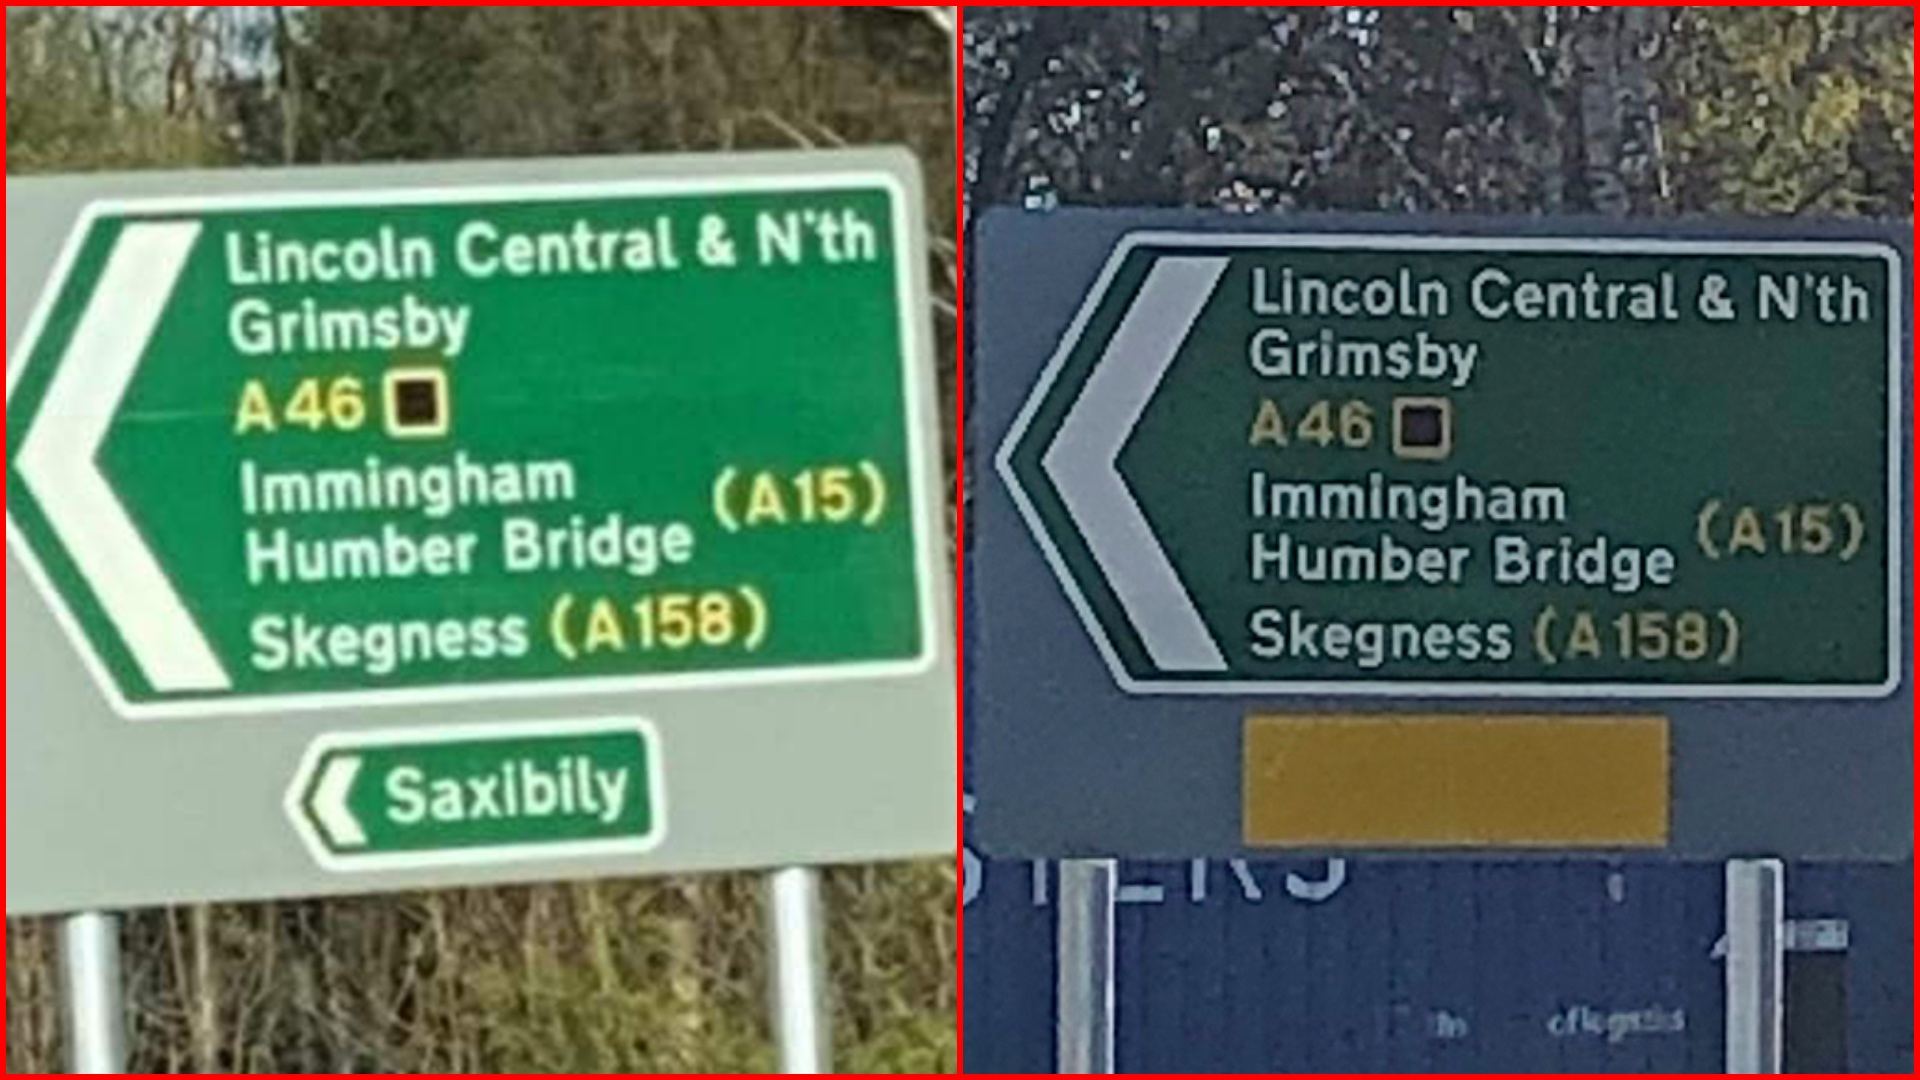 Lincoln Central & N'th
Grimsby
A46
Immingham
Humber Bridge (A15)
Skegness (A158)
Saxibily
Lincoln Central & N'th
Grimsby
A46
Immingham
Humber Bridge (A15)
Skegness (A158)